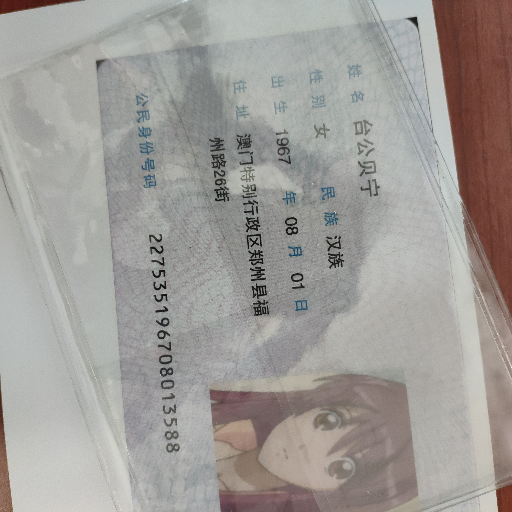 姓名 台公贝宁
性别 女 民族 汉族
出生 1967 年 08 月 01 日
住址 澳门特别行政区郑州县福
州路26街
公民身份号码 227535196708013588